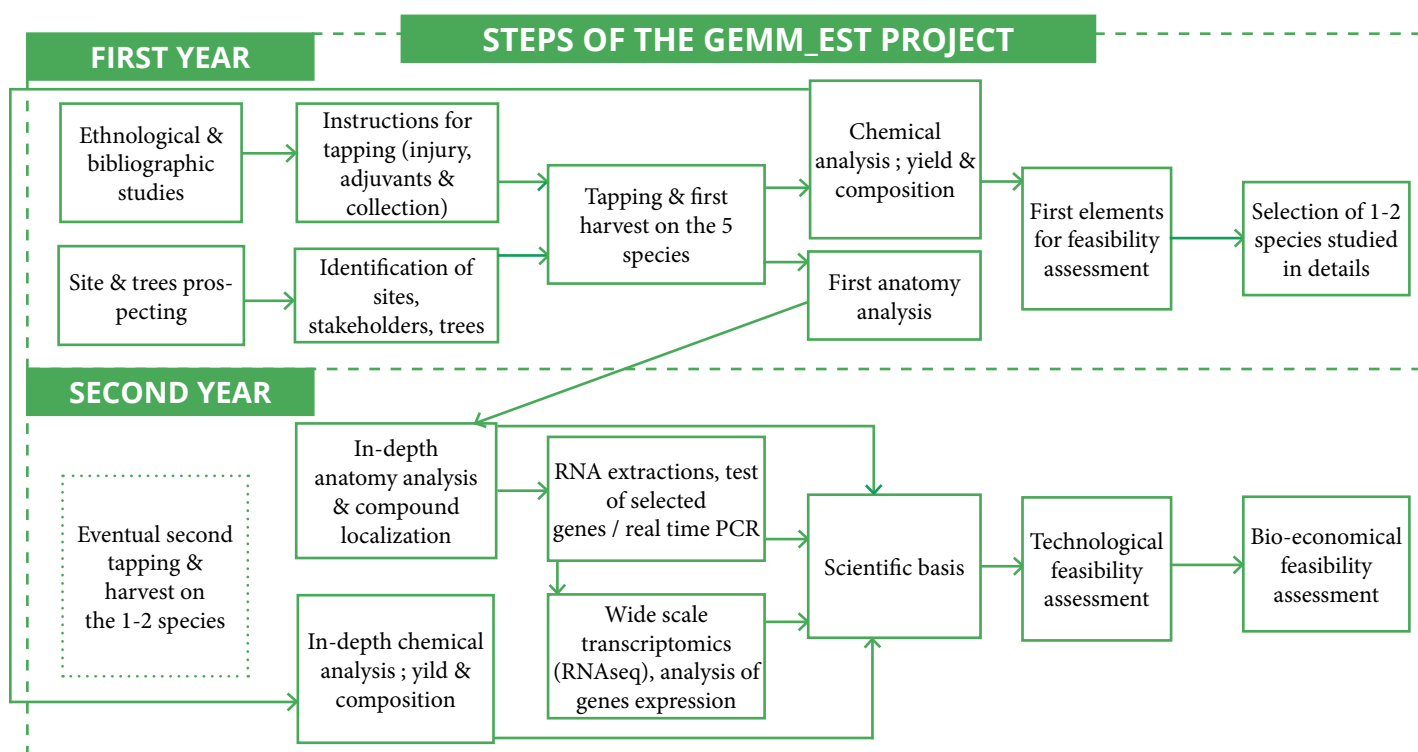 STEPS OF THE GEMM_EST PROJECT
FIRST YEAR
Ethnological &
bibliographic
studies
Instructions for
tapping (injury,
adjuvants &
collection)
Site & trees pros-
pecting
Identification of
sites,
stakeholders, trees
Tapping & first
harvest on the 5
species
Chemical
analysis ; yield &
composition
First anatomy
analysis
First elements
for feasibility
assessment
Selection of 1-2
species studied
in details
SECOND YEAR
Eventual second
tapping &
harvest on
the 1-2 species
In-depth
anatomy analysis
& compound
localization
In-depth chemical
analysis ; yild &
composition
RNA extractions, test
of selected
genes / real time PCR
Wide scale
transcriptomics
(RNAseq), analysis of
genes expression
Scientific basis
Technological
feasibility
assessment
Bio-economical
feasibility
assessment